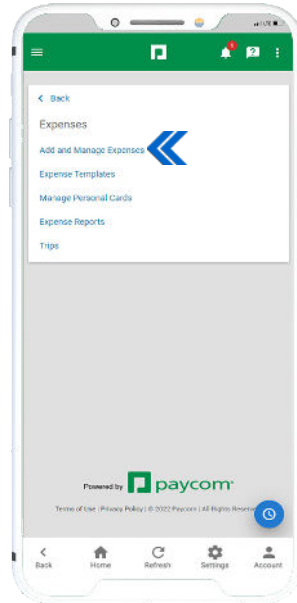 Back
Expenses
Add and Manage Expenses
Expense Templates
Manage Personal Cards
Expense Reports
Trips
Powered by paycom
Terms of Use | Privacy Policy | © 2022 Paycom | All Rights
Back Home Refresh Settings Account